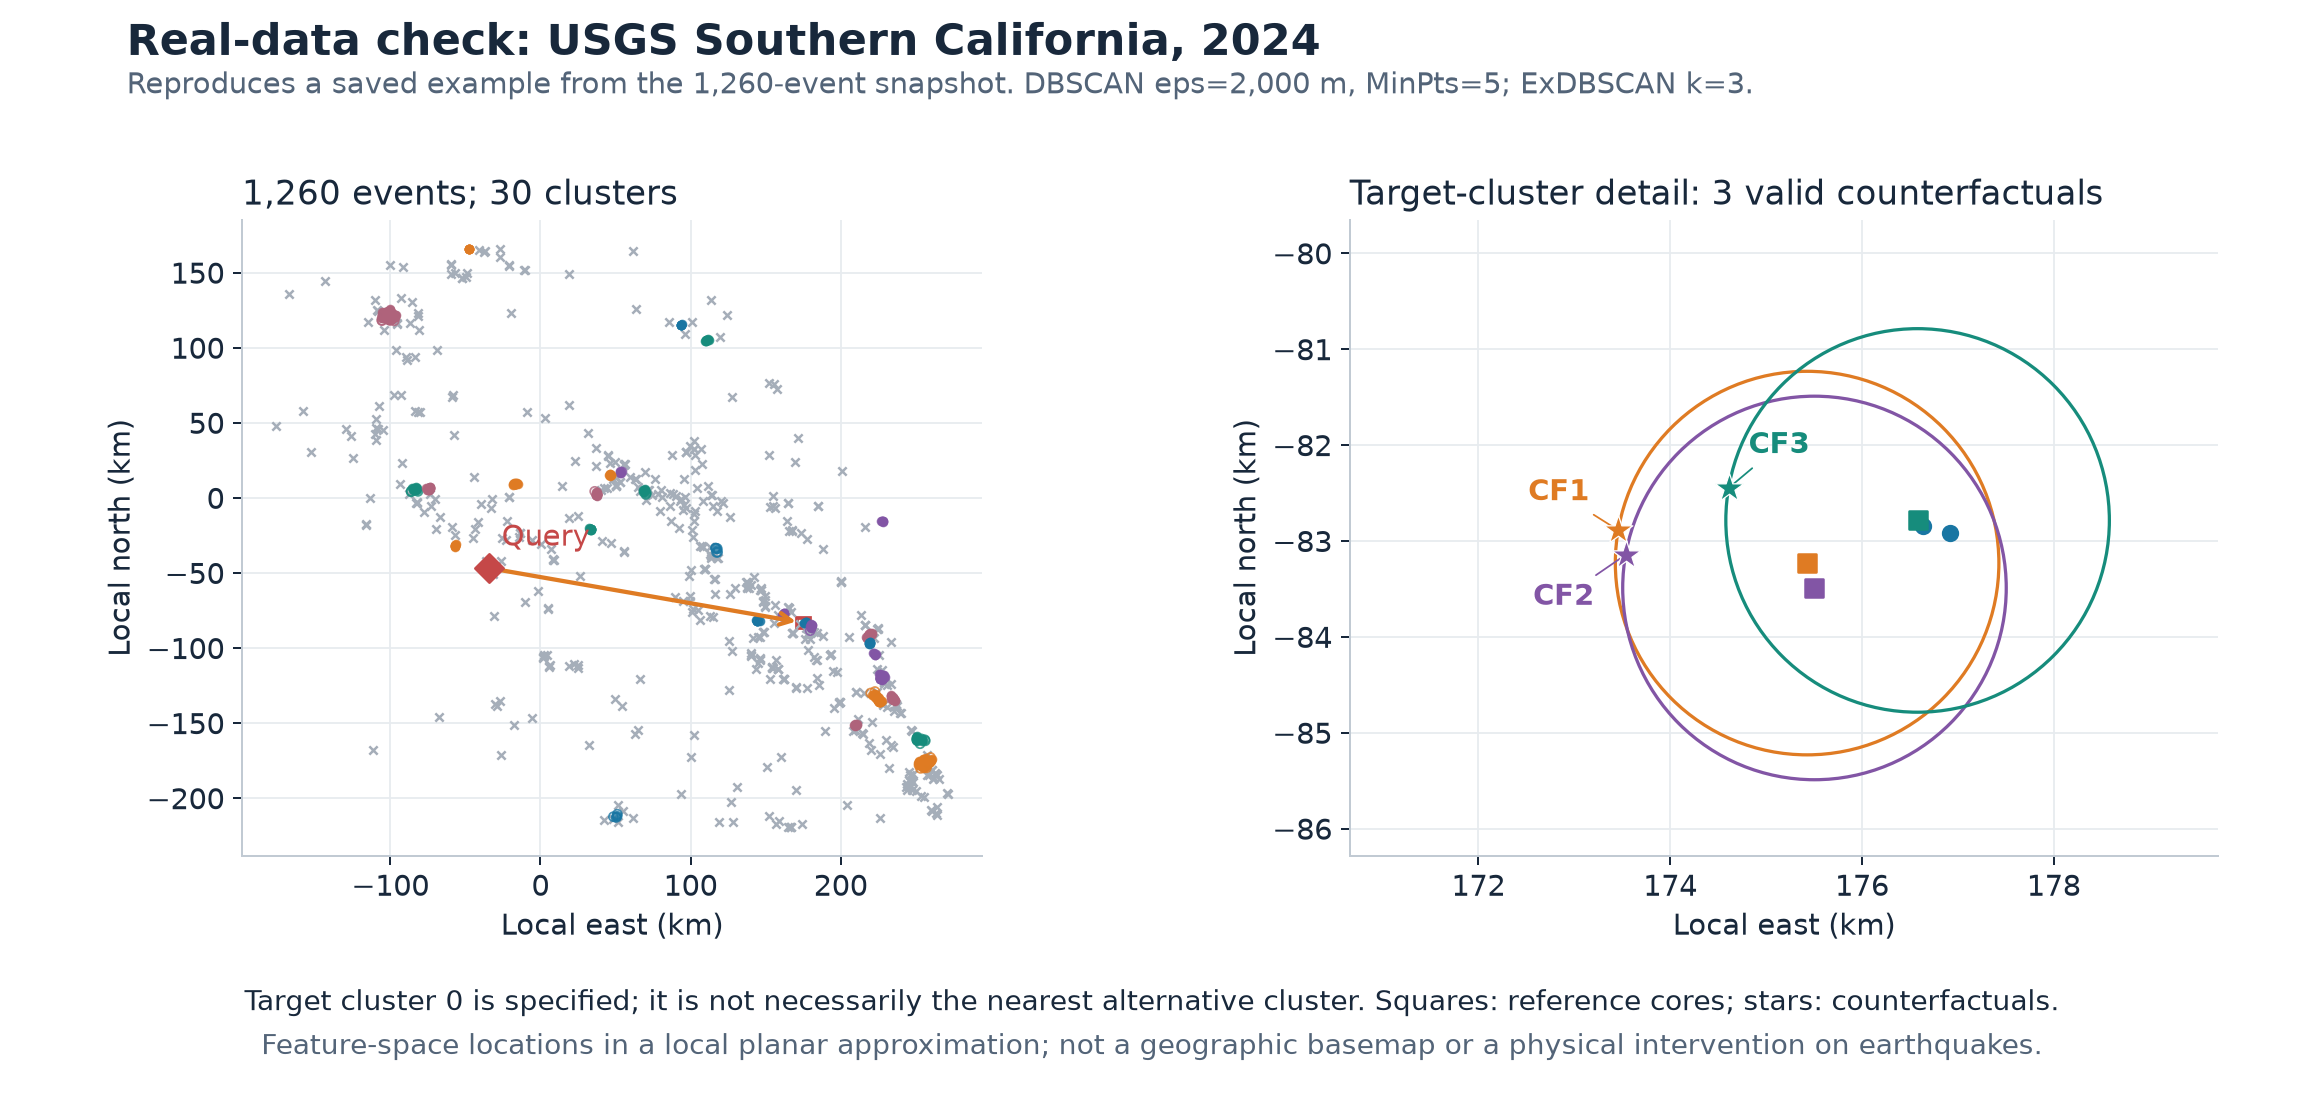 Real-data check: USGS Southern California, 2024
Reproduces a saved example from the 1,260-event snapshot. DBSCAN eps=2,000 m, MinPts=5; ExDBSCAN k=3.
1,260 events; 30 clusters
150
100
50
0
−50
−100
−150
−200
Local north (km)
Query
−100
0
100
200
Local east (km)
Target-cluster detail: 3 valid counterfactuals
−80
−81
−82
−83
−84
−85
−86
Local north (km)
CF3
CF1
CF2
172
174
176
178
Local east (km)
Target cluster 0 is specified; it is not necessarily the nearest alternative cluster. Squares: reference cores; stars: counterfactuals.
Feature-space locations in a local planar approximation; not a geographic basemap or a physical intervention on earthquakes.